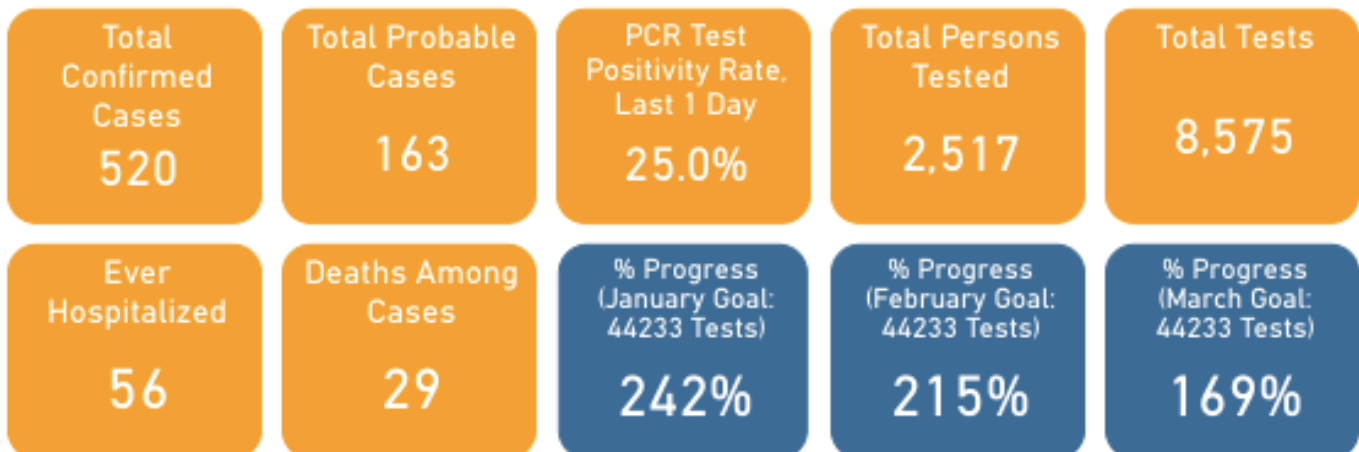 Total
Confirmed
Cases
520
Total Probable
Cases
163
PCR Test
Positivity Rate,
Last 1 Day
25.0%
Total Persons
Tested
2,517
Total Tests
8,575
Ever
Hospitalized
56
Deaths Among
Cases
29
% Progress
(January Goal:
44233 Tests)
242%
% Progress
(February Goal:
44233 Tests)
215%
% Progress
(March Goal:
44233 Tests)
169%